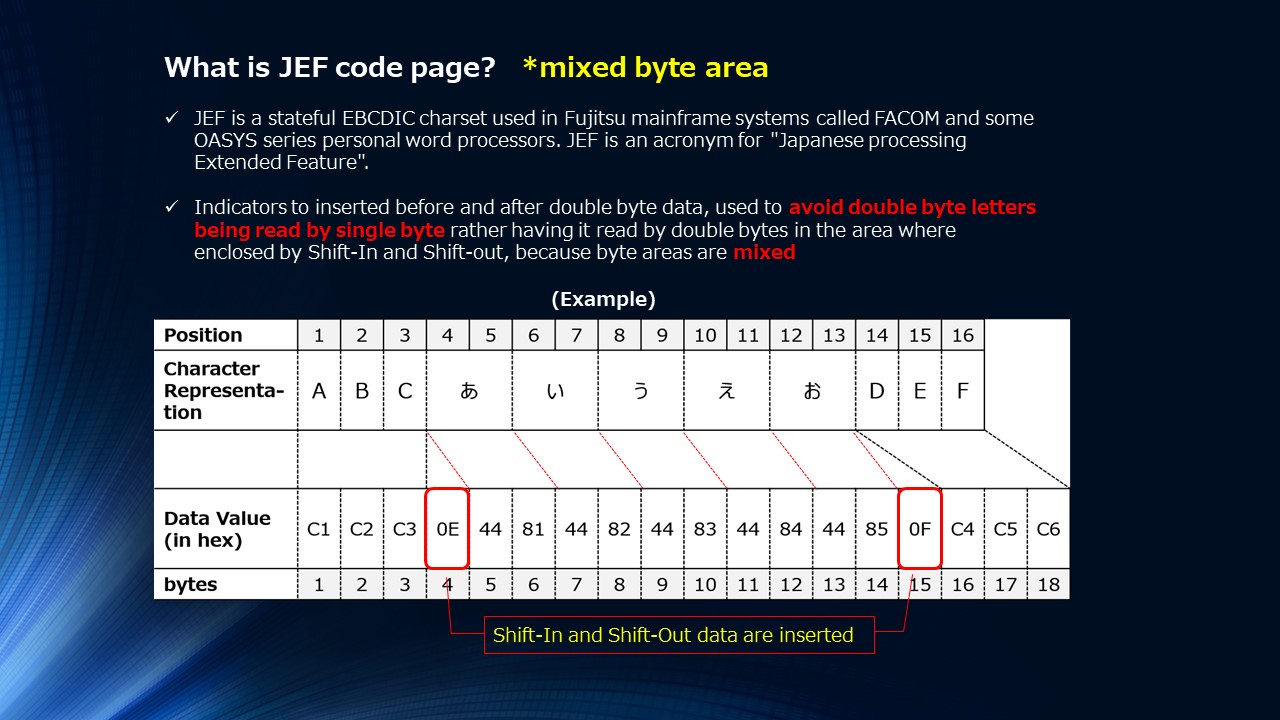 What is JEF code page? *mixed byte area
✓ JEF is a stateful EBCDIC charset used in Fujitsu mainframe systems called FACOM and some
OASYS series personal word processors. JEF is an acronym for "Japanese processing
Extended Feature".
✓ Indicators to inserted before and after double byte data, used to avoid double byte letters
being read by single byte rather having it read by double bytes in the area where
enclosed by Shift-In and Shift-out, because byte areas are mixed
(Example)
Position 1 2 3 4 5 6 7 8 9 10 11 12 13 14 15 16
Character
Representa-
tion
A B C あ い う え お D E F
Data Value
(in hex)
C1 C2 C3 0E 44 81 44 82 44 83 44 84 44 85 0F C4 C5 C6
bytes 1 2 3 4 5 6 7 8 9 10 11 12 13 14 15 16 17 18
Shift-In and Shift-Out data are inserted